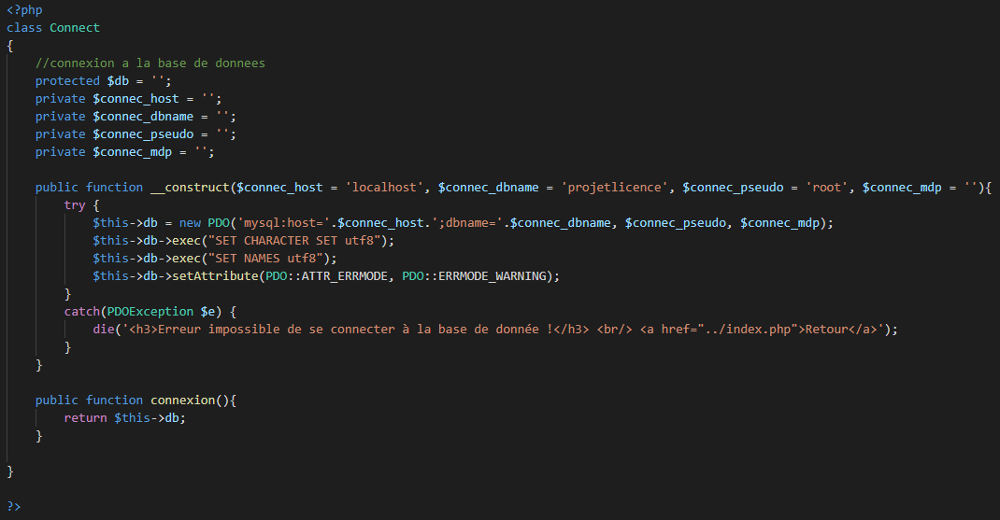 <?php
class Connect
{
    //connexion a la base de donnees
    protected $db = '';
    private $connec_host = '';
    private $connec_dbname = '';
    private $connec_pseudo = '';
    private $connec_mdp = '';

    public function __construct($connec_host = 'localhost', $connec_dbname = 'projetlicence', $connec_pseudo = 'root', $connec_mdp = ''){
        try {
            $this->db = new PDO('mysql:host='.$connec_host.';dbname='.$connec_dbname, $connec_pseudo, $connec_mdp);
            $this->db->exec("SET CHARACTER SET utf8");
            $this->db->exec("SET NAMES utf8");
            $this->db->setAttribute(PDO::ATTR_ERRMODE, PDO::ERRMODE_WARNING);
        }
        catch(PDOException $e) {
            die('<h3>Erreur impossible de se connecter à la base de donnée !</h3> <br/> <a href="../index.php">Retour</a>');
        }
    }

    public function connexion(){
        return $this->db;
    }

}

?>